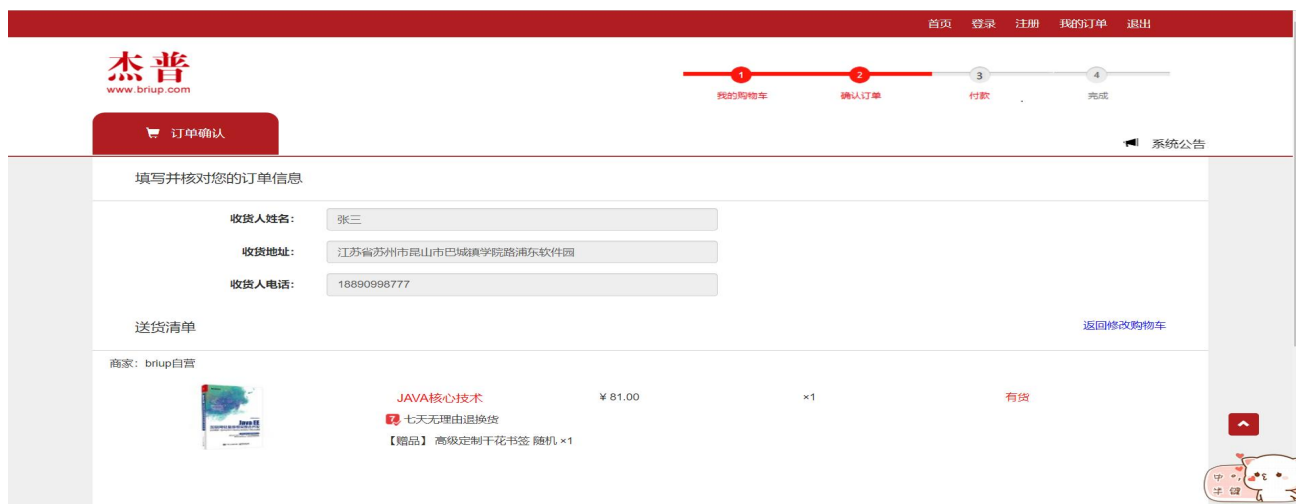 首页 登录 注册 我的订单 退出
杰普
www.briup.com
1 2 3 4
我的购物车 确认订单 付款 完成
订单确认
系统公告
填写并核对您的订单信息
收货人姓名： 张三
收货地址： 江苏省苏州市昆山市巴城镇学院路浦东软件园
收货人电话： 18890998777
送货清单 返回修改购物车
商家：briup自营
JAVA核心技术 ¥ 81.00 ×1 有货
7 七天无理由退换货
【赠品】 高级定制干花书签 随机 ×1
Java EE
中
半